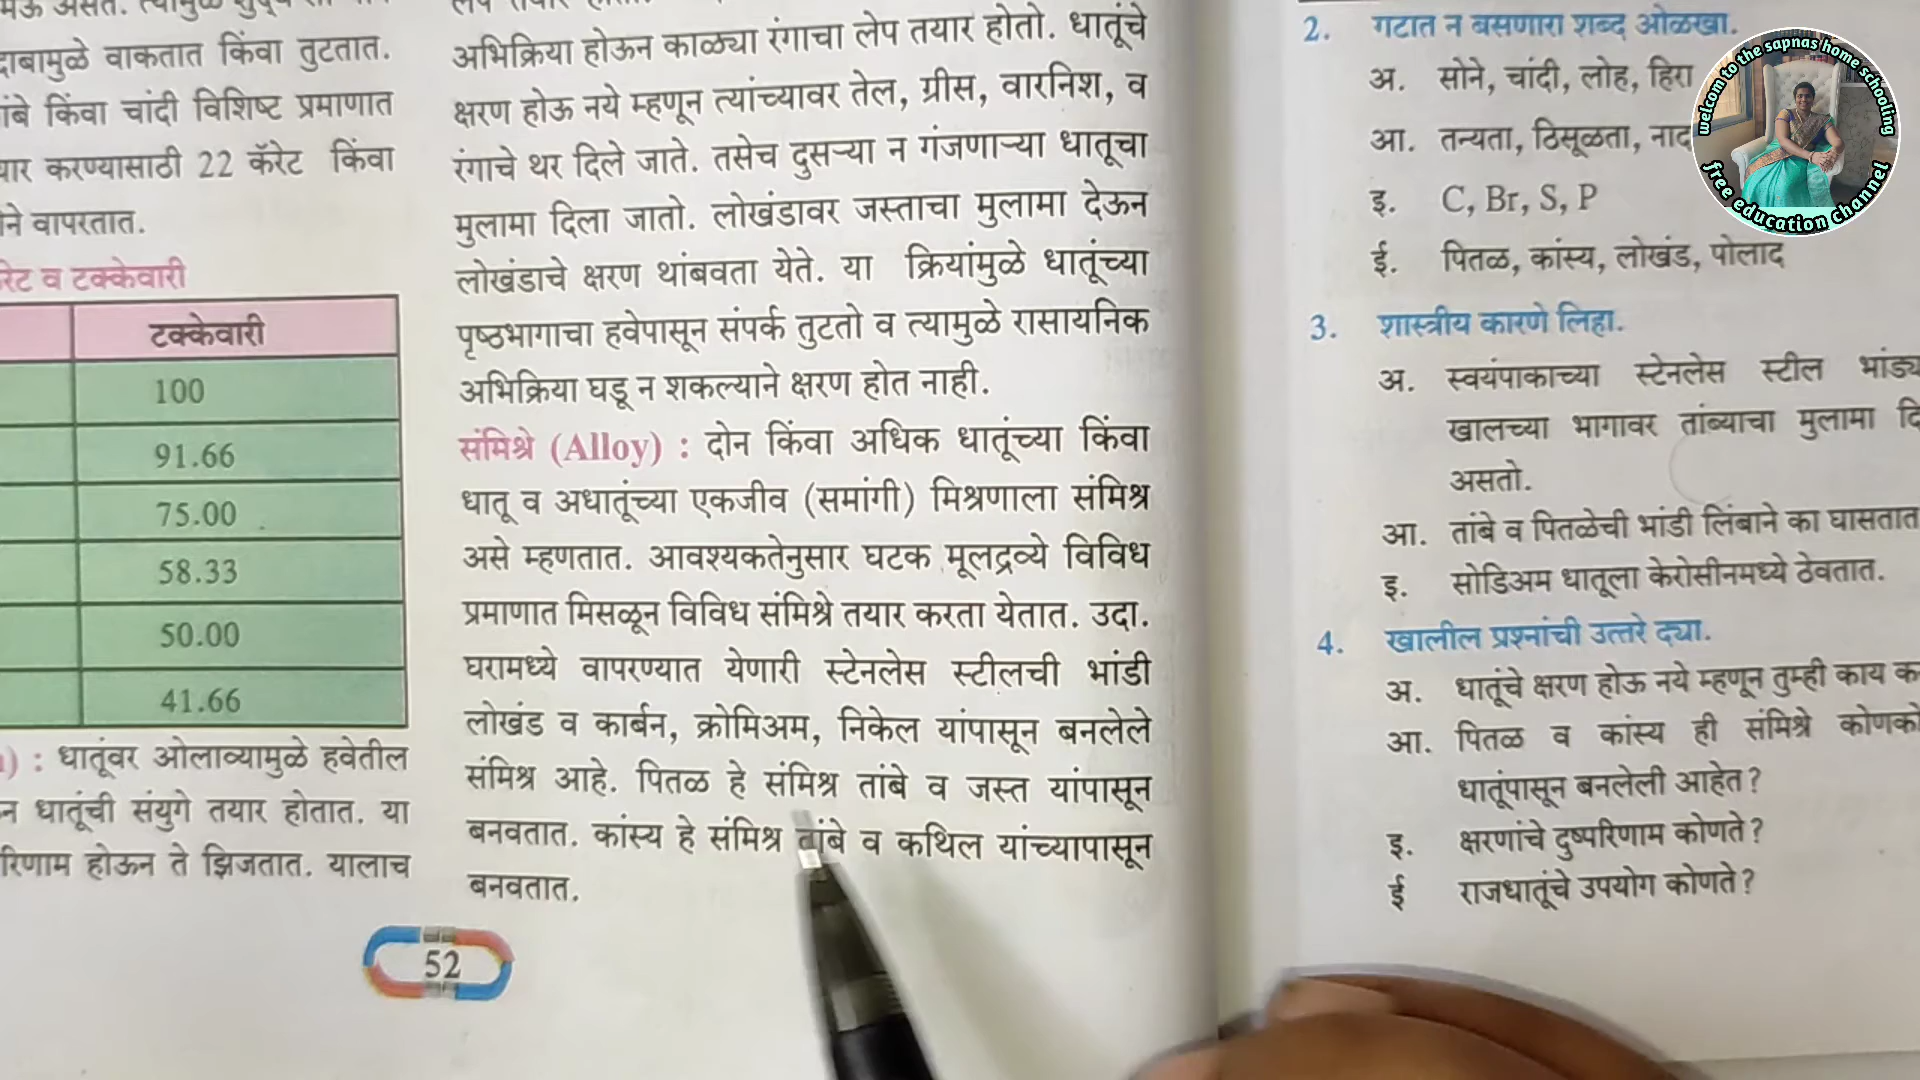 दाबामुळे वाकतात किंवा तुटतात.
किंवा चांदी विशिष्ट प्रमाणात
करण्यासाठी 22 कॅरेट किंवा
वापरतात.
व टक्केवारी
टक्केवारी
100
91.66
75.00
58.33
50.00
41.66
: धातूंवर ओलाव्यामुळे हवेतील
धातूंची संयुगे तयार होतात. या
होऊन ते झिजतात. यालाच
अभिक्रिया होऊन काळ्या रंगाचा लेप तयार होतो. धातूंचे
क्षरण होऊ नये म्हणून त्यांच्यावर तेल, ग्रीस, वारनिश, व
रंगाचे थर दिले जाते. तसेच दुसऱ्या न गंजणाऱ्या धातूचा
मुलामा दिला जातो. लोखंडावर जस्ताचा मुलामा देऊन
लोखंडाचे क्षरण थांबवता येते. या क्रियांमुळे धातूंच्या
पृष्ठभागाचा हवेपासून संपर्क तुटतो व त्यामुळे रासायनिक
अभिक्रिया घडू न शकल्याने क्षरण होत नाही.
संमिश्रे (Alloy) : दोन किंवा अधिक धातूंच्या किंवा
धातू व अधातूंच्या एकजीव (समांगी) मिश्रणाला संमिश्र
असे म्हणतात. आवश्यकतेनुसार घटक मूलद्रव्ये विविध
प्रमाणात मिसळून विविध संमिश्रे तयार करता येतात. उदा.
घरामध्ये वापरण्यात येणारी स्टेनलेस स्टीलची भांडी
लोखंड व कार्बन, क्रोमिअम, निकेल यांपासून बनलेले
संमिश्र आहे. पितळ हे संमिश्र तांबे व जस्त यांपासून
बनवतात. कांस्य हे संमिश्र तांबे व कथिल यांच्यापासून
बनवतात.
52
2. गटात न बसणारा शब्द ओळखा.
अ. सोने, चांदी, लोह, हिरा
आ. तन्यता, ठिसूळता, नाद
इ. C, Br, S, P
ई. पितळ, कांस्य, लोखंड, पोलाद
3. शास्त्रीय कारणे लिहा.
अ. स्वयंपाकाच्या स्टेनलेस स्टील
खालच्या भागावर तांब्याचा मुलामा
असतो.
आ. तांबे व पितळेची भांडी लिंबाने का घासतात
इ. सोडिअम धातूला केरोसीनमध्ये ठेवतात.
4. खालील प्रश्नांची उत्तरे द्या.
अ. धातूंचे क्षरण होऊ नये म्हणून तुम्ही काय
आ. पितळ व कांस्य ही संमिश्रे
धातूंपासून बनलेली आहेत?
इ. क्षरणांचे दुष्परिणाम कोणते?
ई राजधातूंचे उपयोग कोणते?
welcom to the sapnas home schooling
free education channel